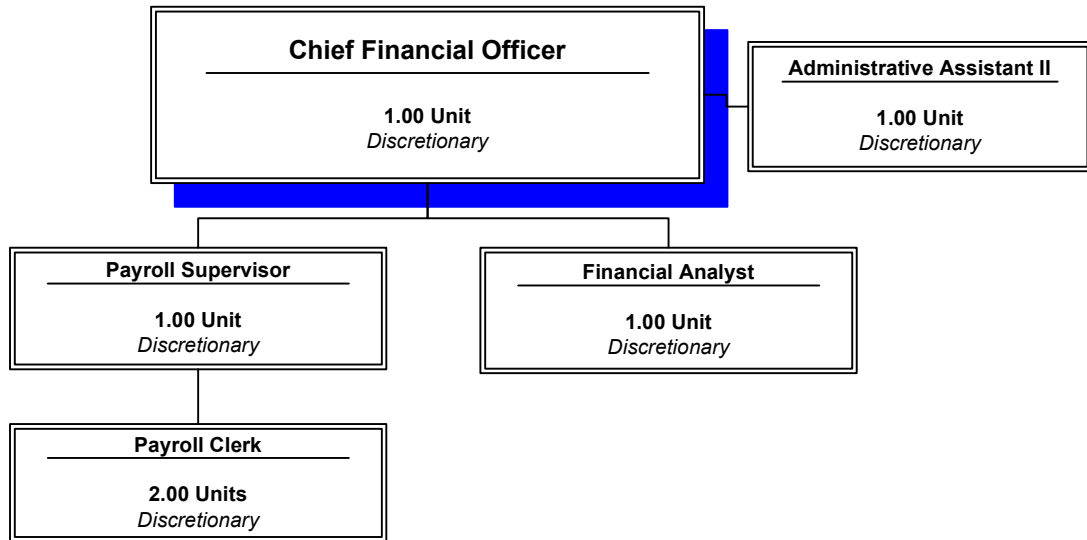 Chief Financial Officer
1.00 Unit
Discretionary
Administrative Assistant II
1.00 Unit
Discretionary
Payroll Supervisor
1.00 Unit
Discretionary
Financial Analyst
1.00 Unit
Discretionary
Payroll Clerk
2.00 Units
Discretionary